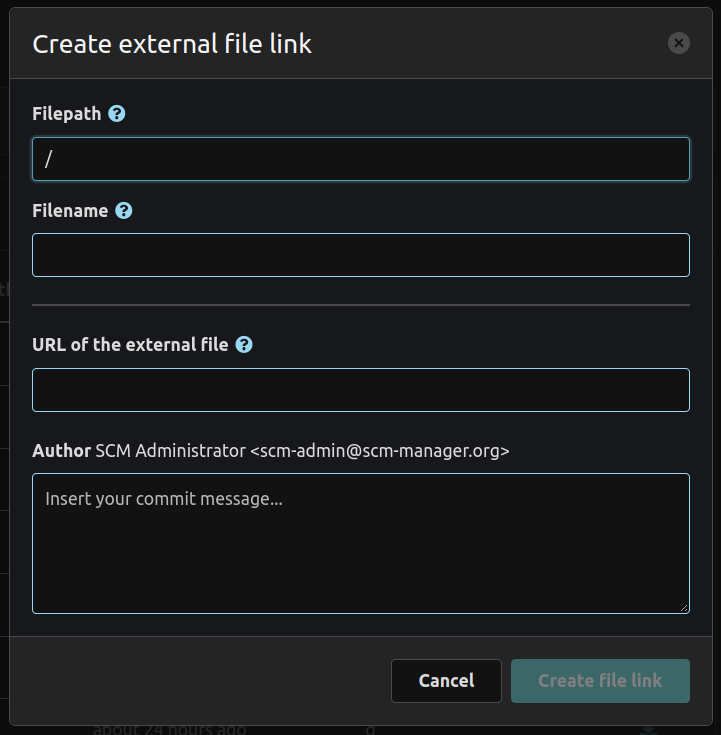 Create external file link
Filepath
/
Filename
URL of the external file
Author SCM Administrator <scm-admin@scm-manager.org>
Insert your commit message...
Cancel
Create file link
about 24 hours ago